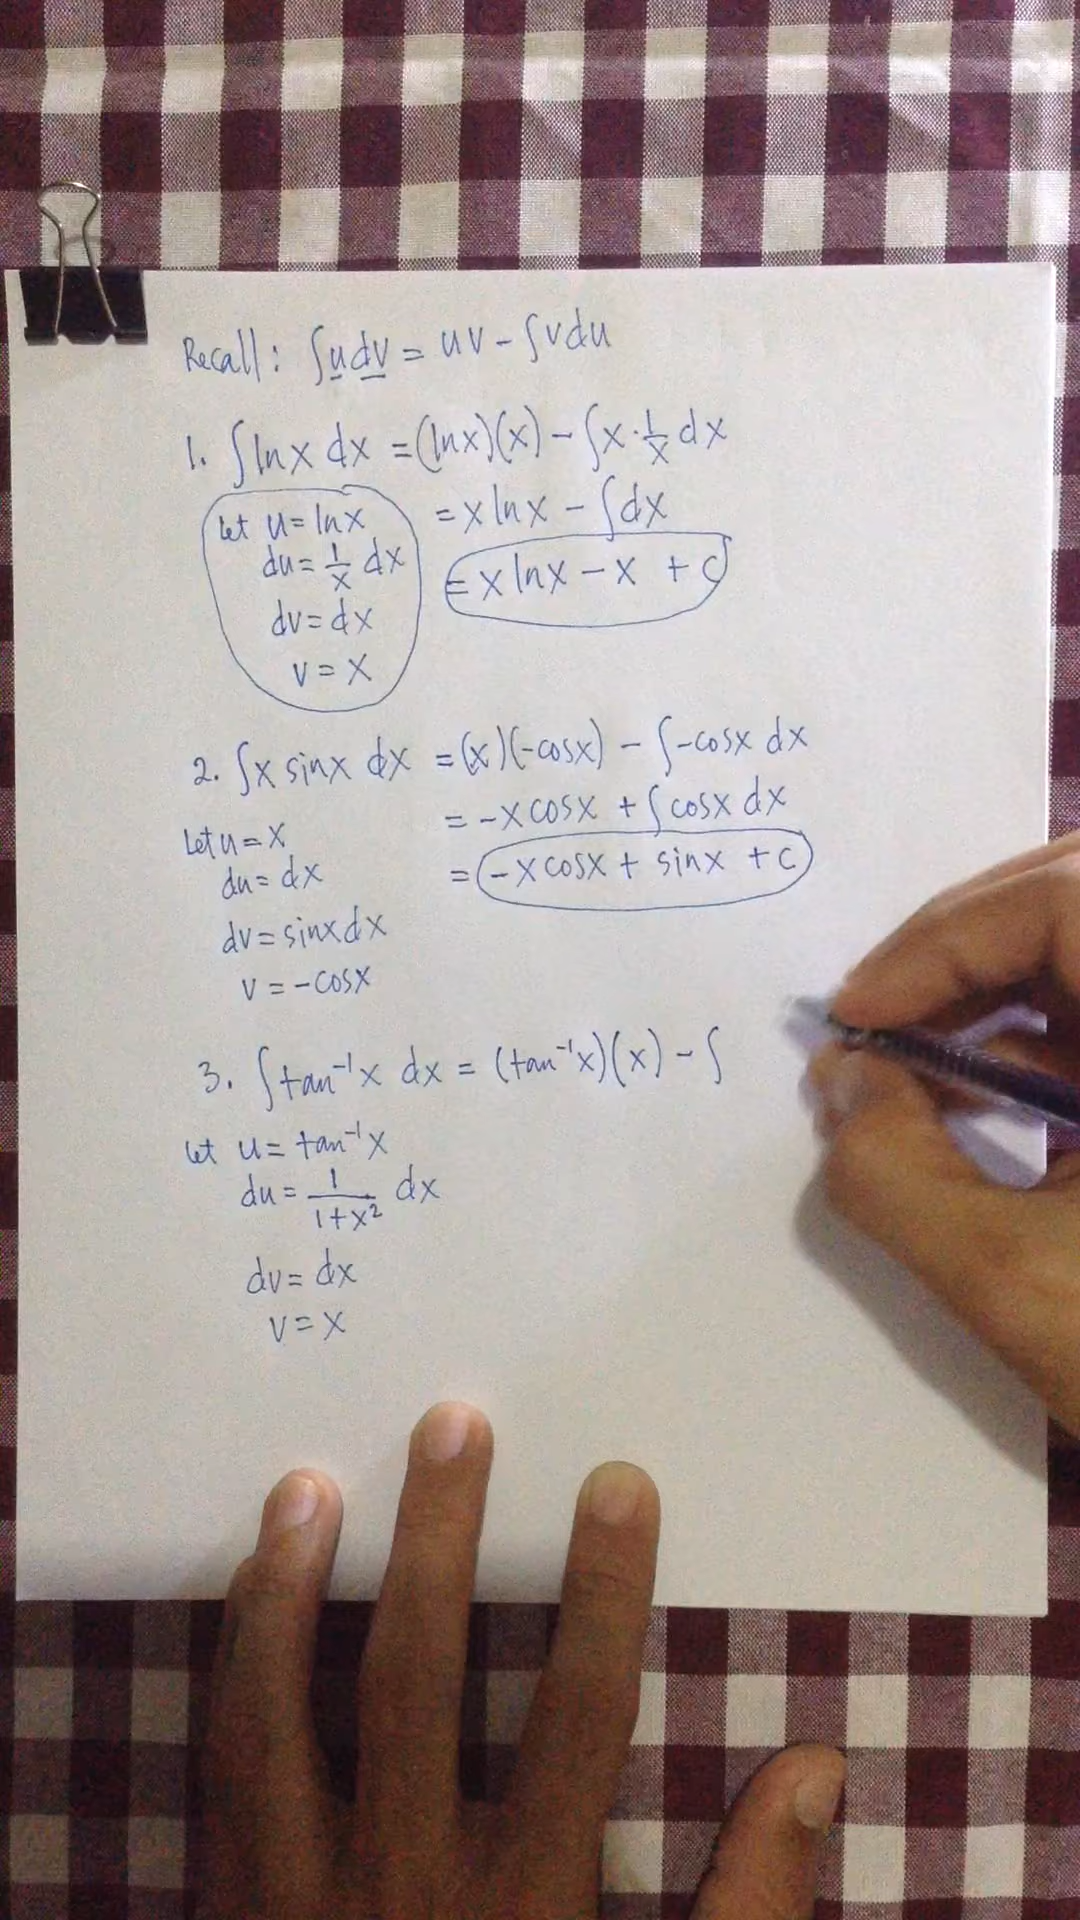 Recall: ∫udv = uv - ∫vdu
1. ∫lnx dx = (lnx)(x) - ∫x·1/x dx
= x lnx - ∫dx
= x lnx - x + C
Let u = lnx
du = 1/x dx
dv = dx
v = x
2. ∫x sinx dx = (x)(-cosx) - ∫-cosx dx
= -x cosx + ∫cosx dx
= -x cosx + sinx + C
Let u = x
du = dx
dv = sinx dx
v = -cosx
3. ∫tan⁻¹x dx = (tan⁻¹x)(x) - ∫
Let u = tan⁻¹x
du = 1/(1+x²) dx
dv = dx
v = x